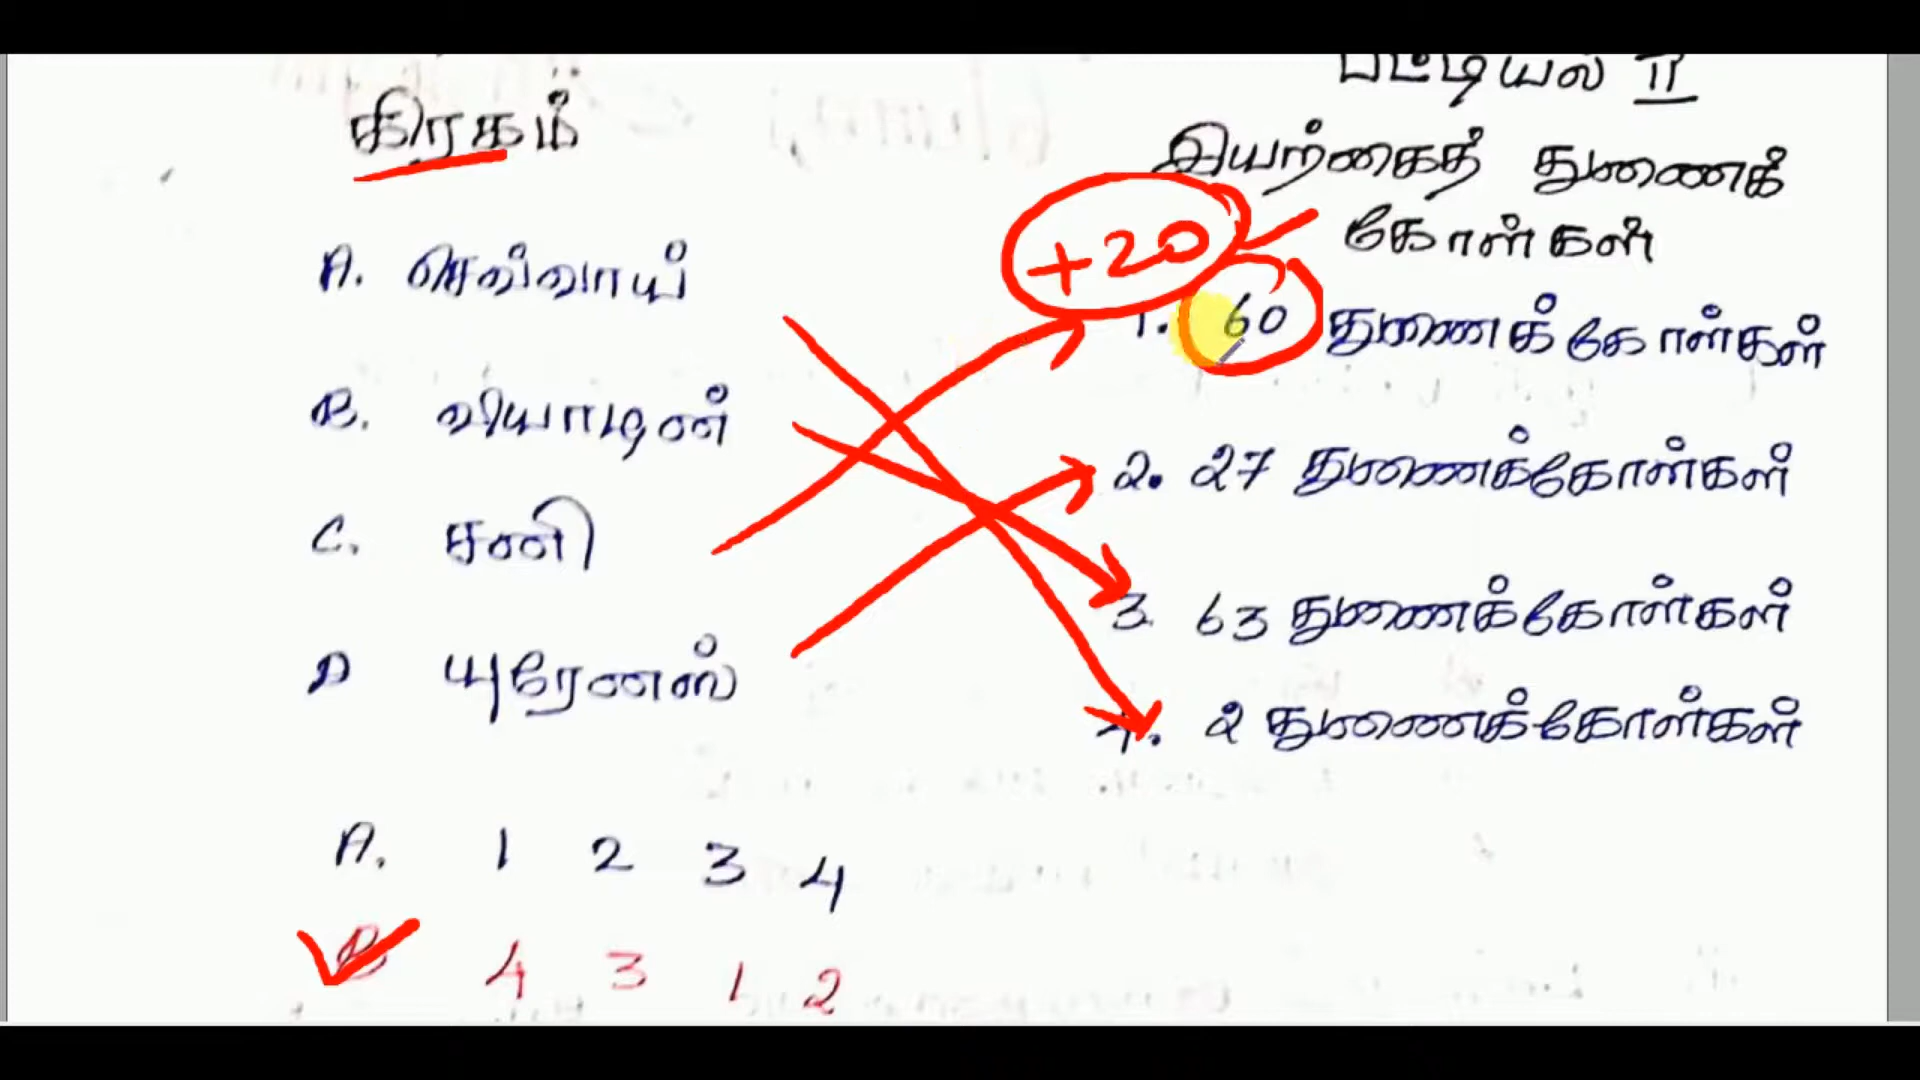 பட்டியல் II
கிரகம்
இயற்கைத் துணைக்
கோள்கள்
+20
A. செவ்வாய்
1. 60 துணைக்கோள்கள்
B. வியாழன்
2. 27 துணைக்கோள்கள்
C. சனி
3. 63 துணைக்கோள்கள்
D யுரேனஸ்
4. 2 துணைக்கோள்கள்
A. 1 2 3 4
B 4 3 1 2